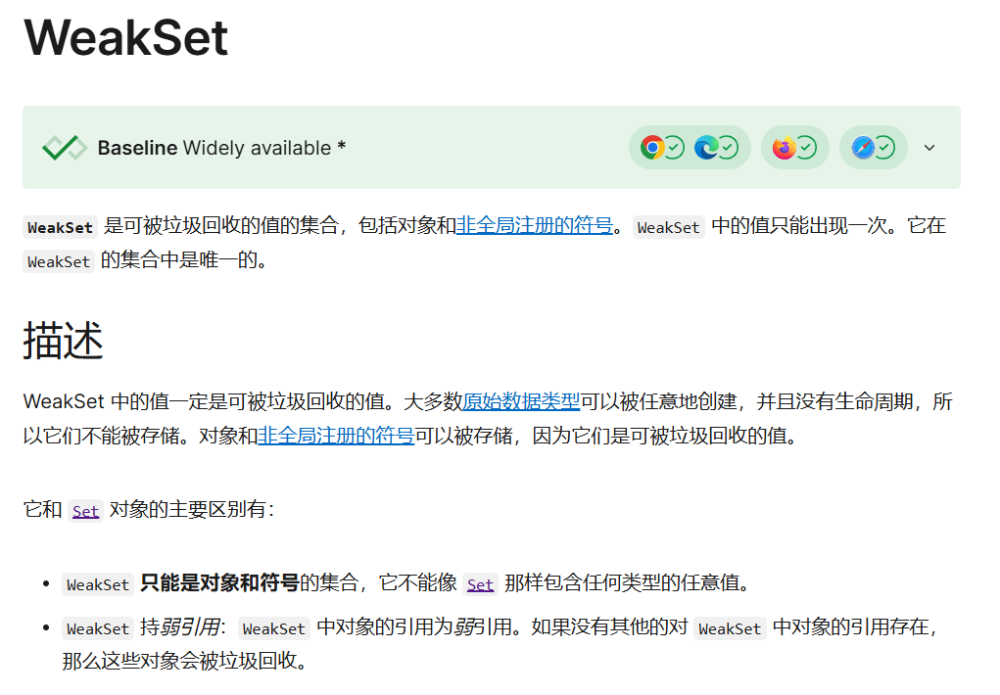 WeakSet
Baseline Widely available *
WeakSet 是可被垃圾回收的值的集合，包括对象和非全局注册的符号。WeakSet 中的值只能出现一次。它在
WeakSet 的集合中是唯一的。
描述
WeakSet 中的值一定是可被垃圾回收的值。大多数原始数据类型可以被任意地创建，并且没有生命周期，所
以它们不能被存储。对象和非全局注册的符号可以被存储，因为它们是可被垃圾回收的值。
它和 Set 对象的主要区别有：
• WeakSet 只能是对象和符号的集合，它不能像 Set 那样包含任何类型的任意值。
• WeakSet 持弱引用：WeakSet 中对象的引用为弱引用。如果没有其他的对 WeakSet 中对象的引用存在，
那么这些对象会被垃圾回收。